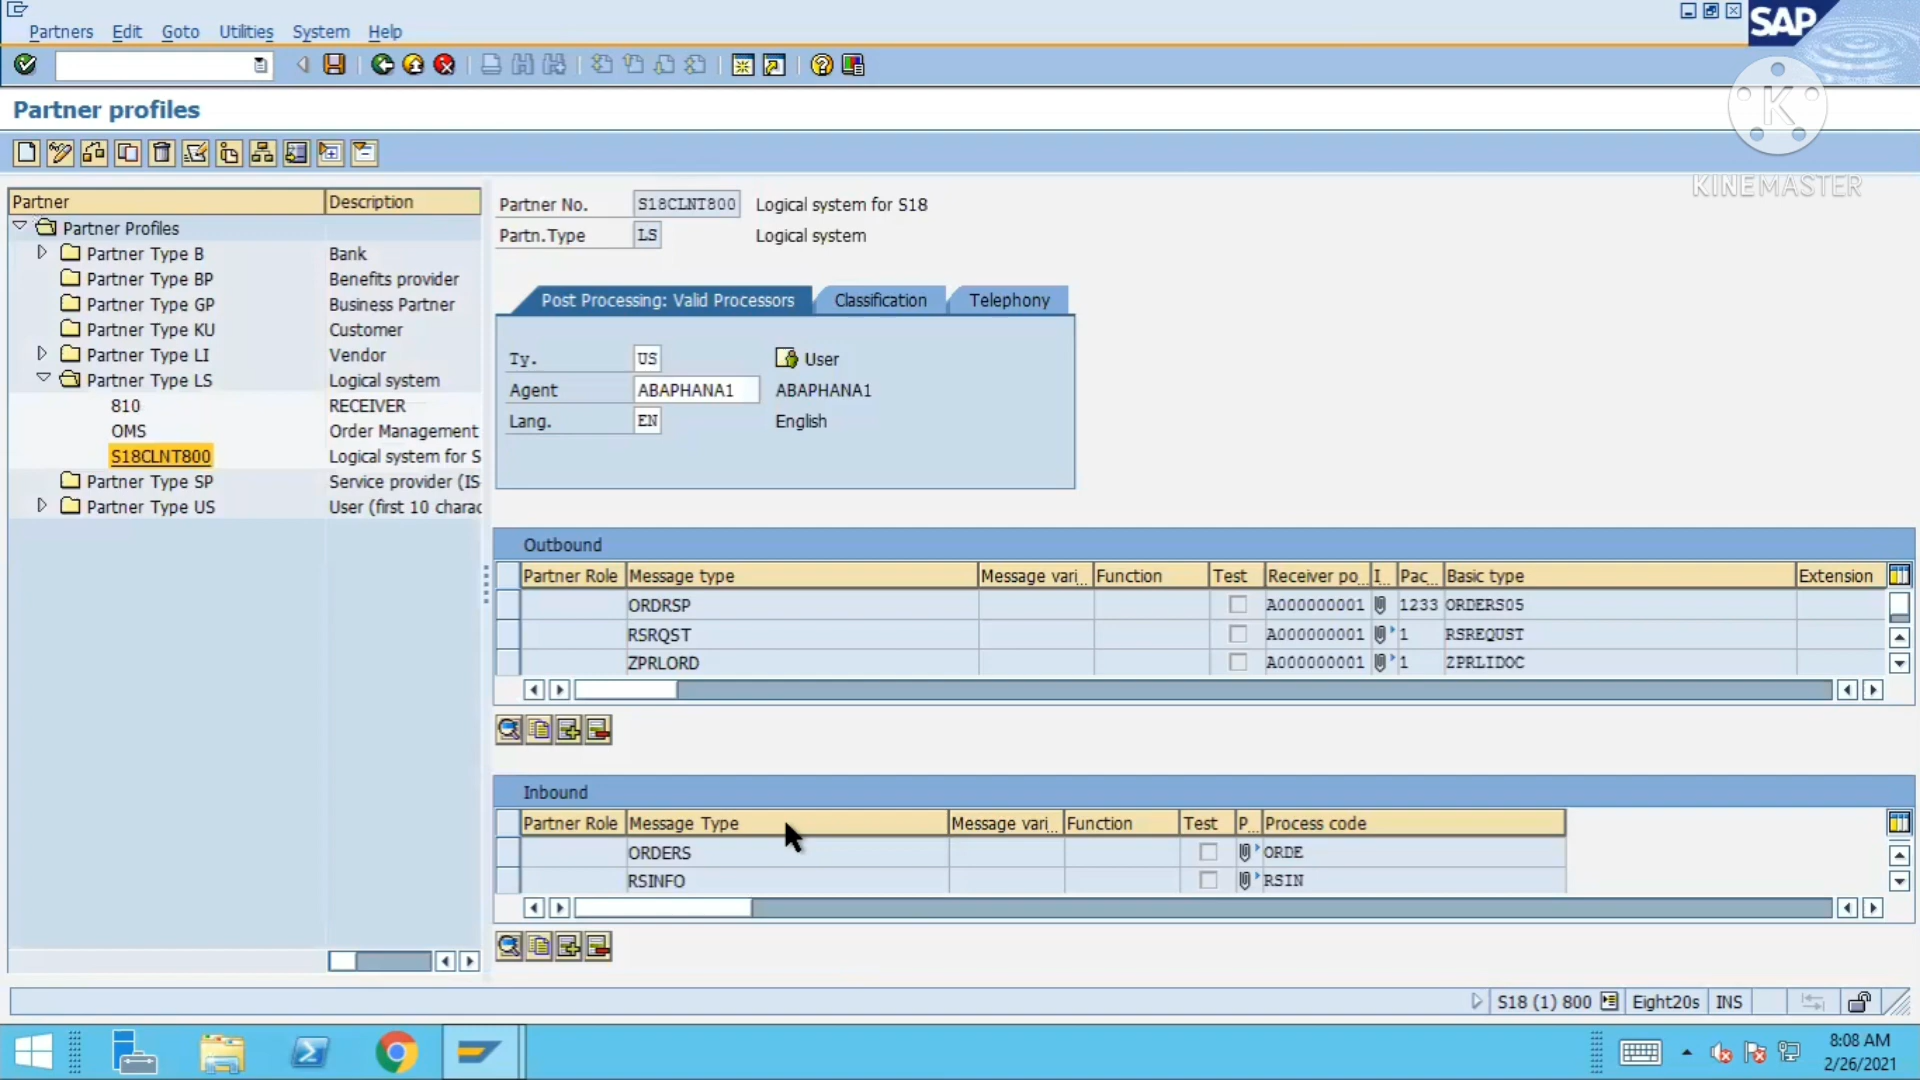 Partners Edit Goto Utilities System Help
SAP
Partner profiles
K
KINEMASTER
Partner Description
Partner Profiles
Partner Type B Bank
Partner Type BP Benefits provider
Partner Type GP Business Partner
Partner Type KU Customer
Partner Type LI Vendor
Partner Type LS Logical system
810 RECEIVER
OMS Order Management
S18CLNT800 Logical system for S
Partner Type SP Service provider (IS
Partner Type US User (first 10 charac
Partner No. S18CLNT800 Logical system for S18
Partn.Type LS Logical system
Post Processing: Valid Processors Classification Telephony
Ty. US User
Agent ABAPHANA1 ABAPHANA1
Lang. EN English
Outbound
Partner Role Message type Message vari... Function Test Receiver po... I... Pac... Basic type Extension
ORDRSP A000000001 1233 ORDERS05
RSRQST A000000001 1 RSREQUST
ZPRLORD A000000001 1 ZPRLIDOC
Inbound
Partner Role Message Type Message vari... Function Test P... Process code
ORDERS ORDE
RSINFO RSIN
S18 (1) 800 Eight20s INS
8:08 AM
2/26/2021